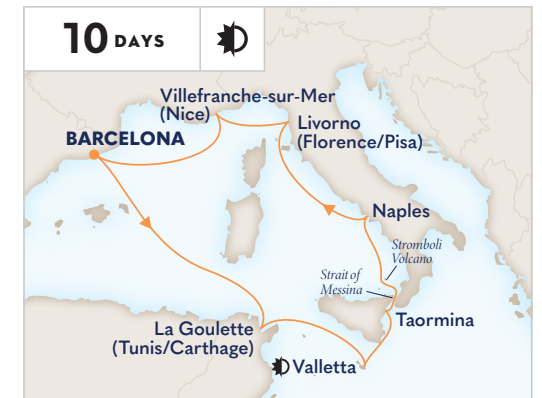 10 DAYS
Villefranche-sur-Mer
(Nice)
Livorno
(Florence/Pisa)
BARCELONA
Naples
Stromboli
Volcano
Strait of
Messina
Taormina
La Goulette
(Tunis/Carthage)
Valletta